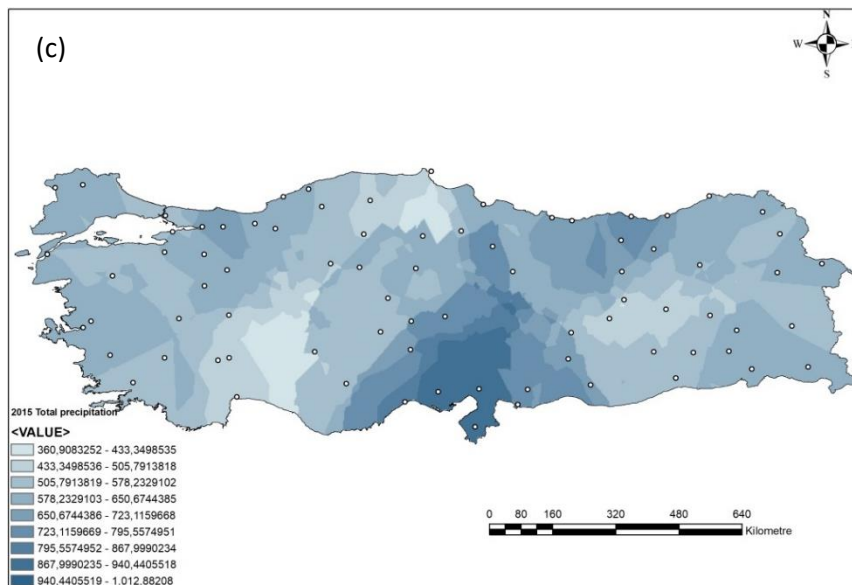 (c)
N
W E
S
2015 Total precipitation
<VALUE>
360,9083252 - 433,3498535
433,3498536 - 505,7913818
505,7913819 - 578,2329102
578,2329103 - 650,6744385
650,6744386 - 723,1159668
723,1159669 - 795,5574951
795,5574952 - 867,9990234
867,9990235 - 940,4405518
940,4405519 - 1.012,88208
0 80 160 320 480 640
Kilometre